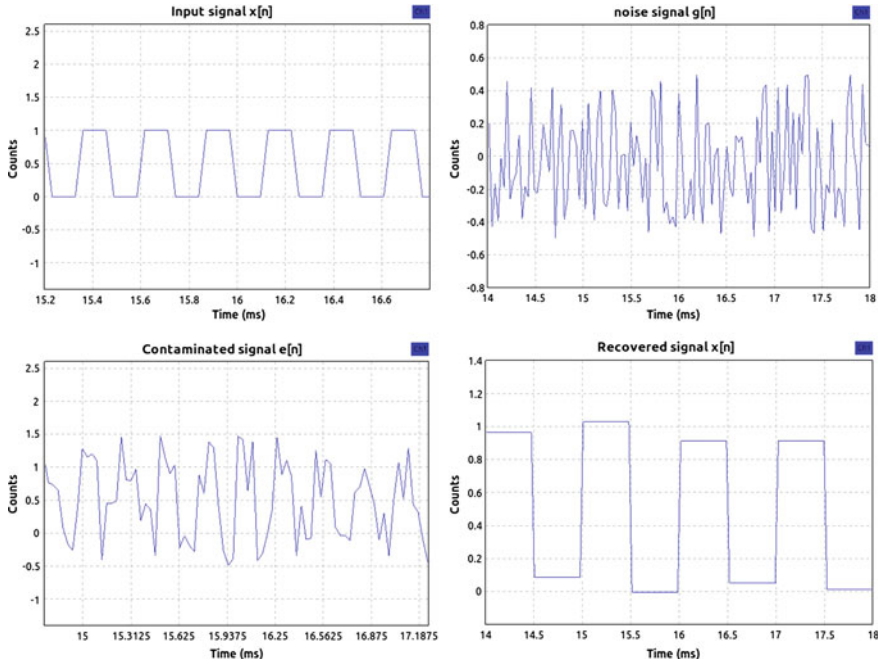 Input signal x[n]
Counts
2.5
2
1.5
1
0.5
0
-0.5
-1
15.2 15.4 15.6 15.8 16 16.2 16.4 16.6
Time (ms)
noise signal g[n]
Counts
0.8
0.6
0.4
0.2
0
-0.2
-0.4
-0.6
-0.8
14 14.5 15 15.5 16 16.5 17 17.5 18
Time (ms)
Contaminated signal e[n]
Counts
2.5
2
1.5
1
0.5
0
-0.5
-1
15 15.3125 15.625 15.9375 16.25 16.5625 16.875 17.1875
Time (ms)
Recovered signal x[n]
Counts
1.4
1.2
1
0.8
0.6
0.4
0.2
0
14 14.5 15 15.5 16 16.5 17 17.5 18
Time (ms)